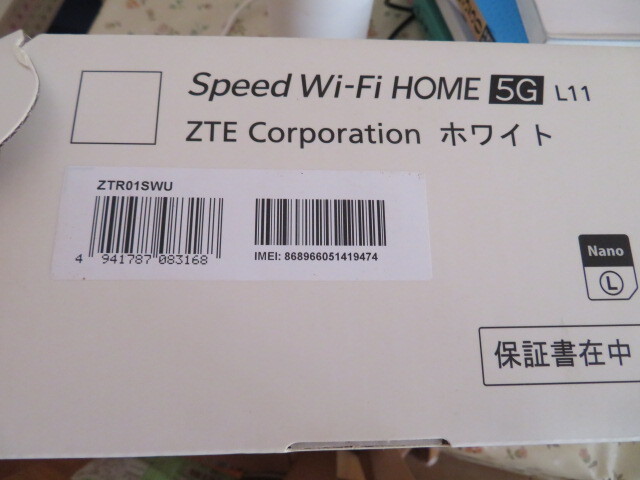 Speed Wi-Fi HOME 5G L11
ZTE Corporation ホワイト
ZTR01SWU
4 941787 083168
IMEI: 868966051419474
Nano
L
保証書在中